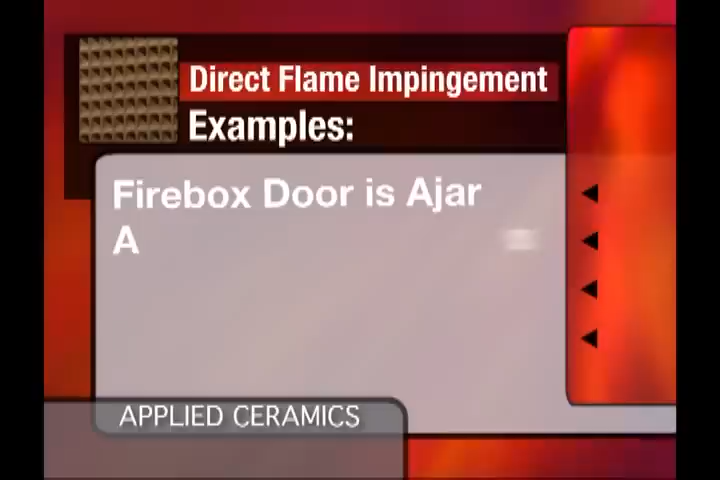 Direct Flame Impingement
Examples:
Firebox Door is Ajar
A
APPLIED CERAMICS